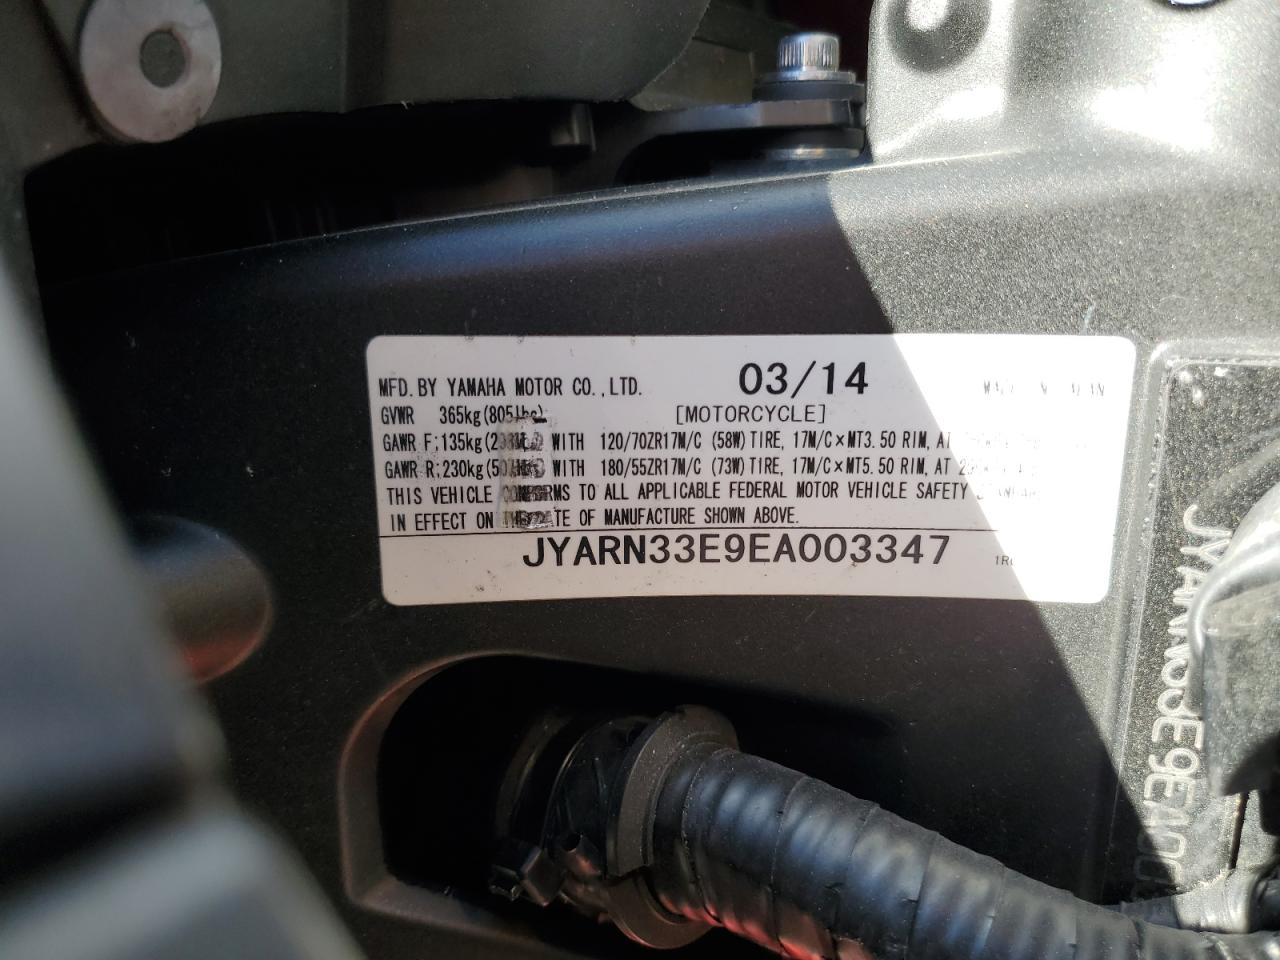 MFD. BY YAMAHA MOTOR CO., LTD. 03/14
GVWR 365kg (805lbs) [MOTORCYCLE]
GAWR F; 135kg WITH 120/70ZR17M/C (58W) TIRE, 17M/C×MT3.50 RIM, AT
GAWR R; 230kg WITH 180/55ZR17M/C (73W) TIRE, 17M/C×MT5.50 RIM, AT
THIS VEHICLE CONFORMS TO ALL APPLICABLE FEDERAL MOTOR VEHICLE SAFETY
IN EFFECT ON THE DATE OF MANUFACTURE SHOWN ABOVE.
JYARN33E9EA003347